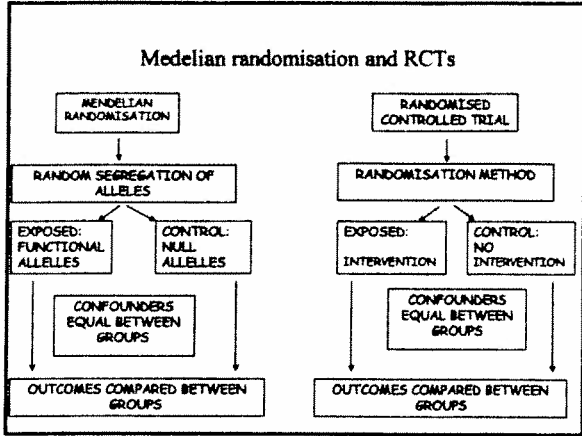 Medelian randomisation and RCTs
MENDELIAN
RANDOMISATION
RANDOM SEGREGATION OF
ALLELES
EXPOSED:
FUNCTIONAL
ALLELLES
CONTROL:
NULL
ALLELES
CONFOUNDERS
EQUAL BETWEEN
GROUPS
OUTCOMES COMPARED BETWEEN
GROUPS
RANDOMISED
CONTROLLED TRIAL
RANDOMISATION METHOD
EXPOSED:
INTERVENTION
CONTROL:
NO
INTERVENTION
CONFOUNDERS
EQUAL BETWEEN
GROUPS
OUTCOMES COMPARED BETWEEN
GROUPS